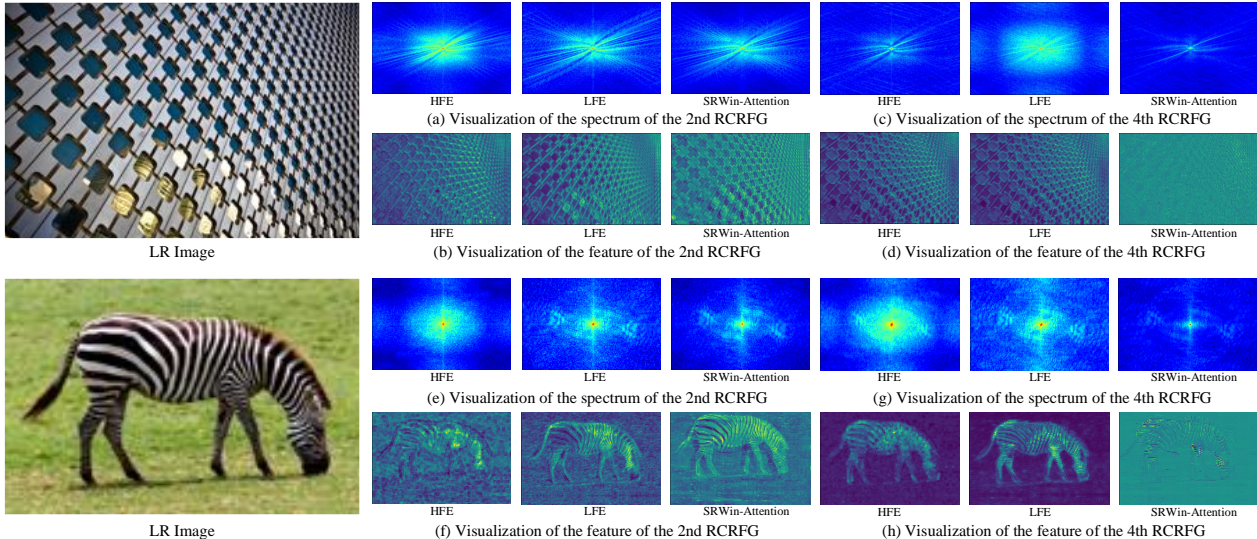 HFE
LFE
SRWin-Attention
HFE
LFE
SRWin-Attention
(a) Visualization of the spectrum of the 2nd RCRFG
(c) Visualization of the spectrum of the 4th RCRFG
HFE
LFE
SRWin-Attention
HFE
LFE
SRWin-Attention
LR Image
(b) Visualization of the feature of the 2nd RCRFG
(d) Visualization of the feature of the 4th RCRFG
HFE
LFE
SRWin-Attention
HFE
LFE
SRWin-Attention
(e) Visualization of the spectrum of the 2nd RCRFG
(g) Visualization of the spectrum of the 4th RCRFG
HFE
LFE
SRWin-Attention
HFE
LFE
SRWin-Attention
LR Image
(f) Visualization of the feature of the 2nd RCRFG
(h) Visualization of the feature of the 4th RCRFG